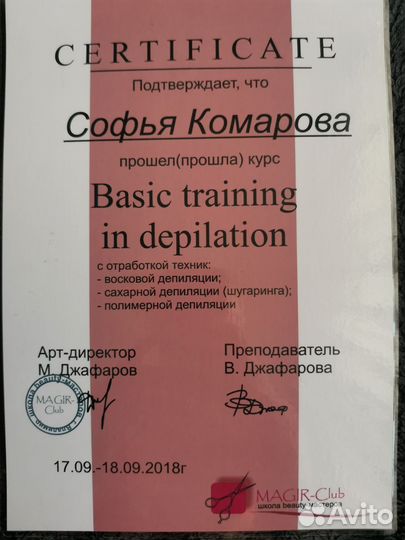 CERTIFICATE
Подтверждает, что
Софья Комарова
прошел(прошла) курс
Basic training
in depilation
с отработкой техник:
- восковой депиляции;
- сахарной депиляции (шугаринга);
- полимерной депиляции
Арт-директор
М. Джафаров
Преподаватель
В. Джафарова
MAGIR-
Club
17.09.-18.09.2018г
MAGIR-Club
школа beauty-мастеров
Avito